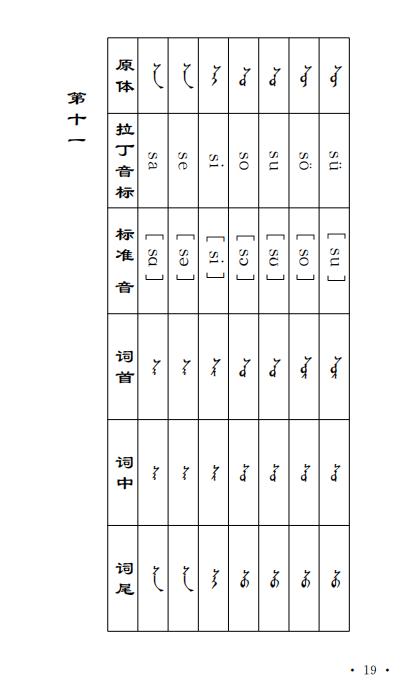 第十一
原体 拉丁音标 标准音 词首 词中 词尾
ᠰᠠ sa [sɑ] ᠰᠠ‍ ‍ᠰᠠ‍ ‍ᠰᠠ
ᠰᠡ se [sə] ᠰᠡ‍ ‍ᠰᠡ‍ ‍ᠰᠡ
ᠰᠢ si [si] ᠰᠢ‍ ‍ᠰᠢ‍ ‍ᠰᠢ
ᠰᠣ so [sɔ] ᠰᠣ‍ ‍ᠰᠣ‍ ‍ᠰᠣ
ᠰᠤ su [sʊ] ᠰᠤ‍ ‍ᠰᠤ‍ ‍ᠰᠤ
ᠰᠥ sö [so] ᠰᠥ‍ ‍ᠰᠥ‍ ‍ᠰᠥ
ᠰᠦ sü [su] ᠰᠦ‍ ‍ᠰᠦ‍ ‍ᠰᠦ
• 19 •